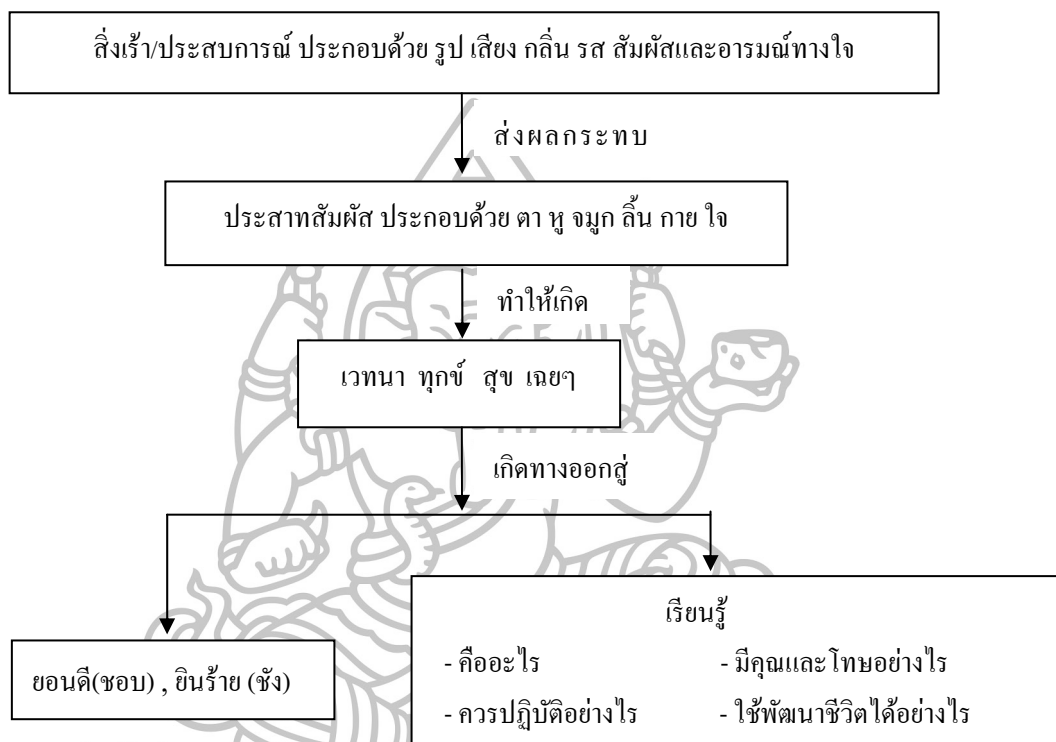 สิ่งเร้า/ประสบการณ์ ประกอบด้วย รูป เสียง กลิ่น รส สัมผัสและอารมณ์ทางใจ
ส่งผลกระทบ
ประสาทสัมผัส ประกอบด้วย ตา หู จมูก ลิ้น กาย ใจ
ทำให้เกิด
เวทนา ทุกข์ สุข เฉยๆ
เกิดทางออกสู่
ยอนดี(ชอบ) , ยินร้าย (ชัง)
เรียนรู้
- คืออะไร - มีคุณและโทษอย่างไร
- ควรปฏิบัติอย่างไร - ใช้พัฒนาชีวิตได้อย่างไร